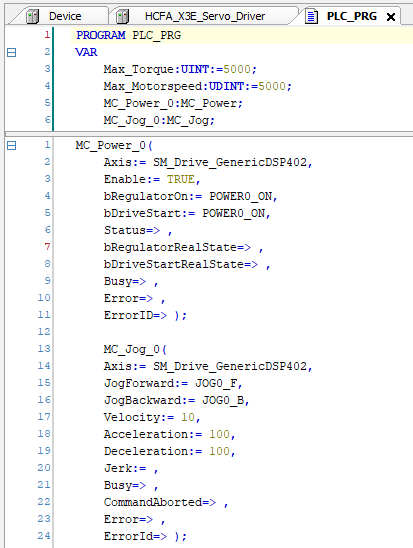 Device HCFA_X3E_Servo_Driver PLC_PRG
1 PROGRAM PLC_PRG
2 VAR
3 Max_Torque:UINT:=5000;
4 Max_Motorspeed:UDINT:=5000;
5 MC_Power_0:MC_Power;
6 MC_Jog_0:MC_Jog;
1 MC_Power_0(
2 Axis:= SM_Drive_GenericDSP402,
3 Enable:= TRUE,
4 bRegulatorOn:= POWER0_ON,
5 bDriveStart:= POWER0_ON,
6 Status=> ,
7 bRegulatorRealState=> ,
8 bDriveStartRealState=> ,
9 Busy=> ,
10 Error=> ,
11 ErrorID=> );
12
13 MC_Jog_0(
14 Axis:= SM_Drive_GenericDSP402,
15 JogForward:= JOG0_F,
16 JogBackward:= JOG0_B,
17 Velocity:= 10,
18 Acceleration:= 100,
19 Deceleration:= 100,
20 Jerk:= ,
21 Busy=> ,
22 CommandAborted=> ,
23 Error=> ,
24 ErrorId=> );